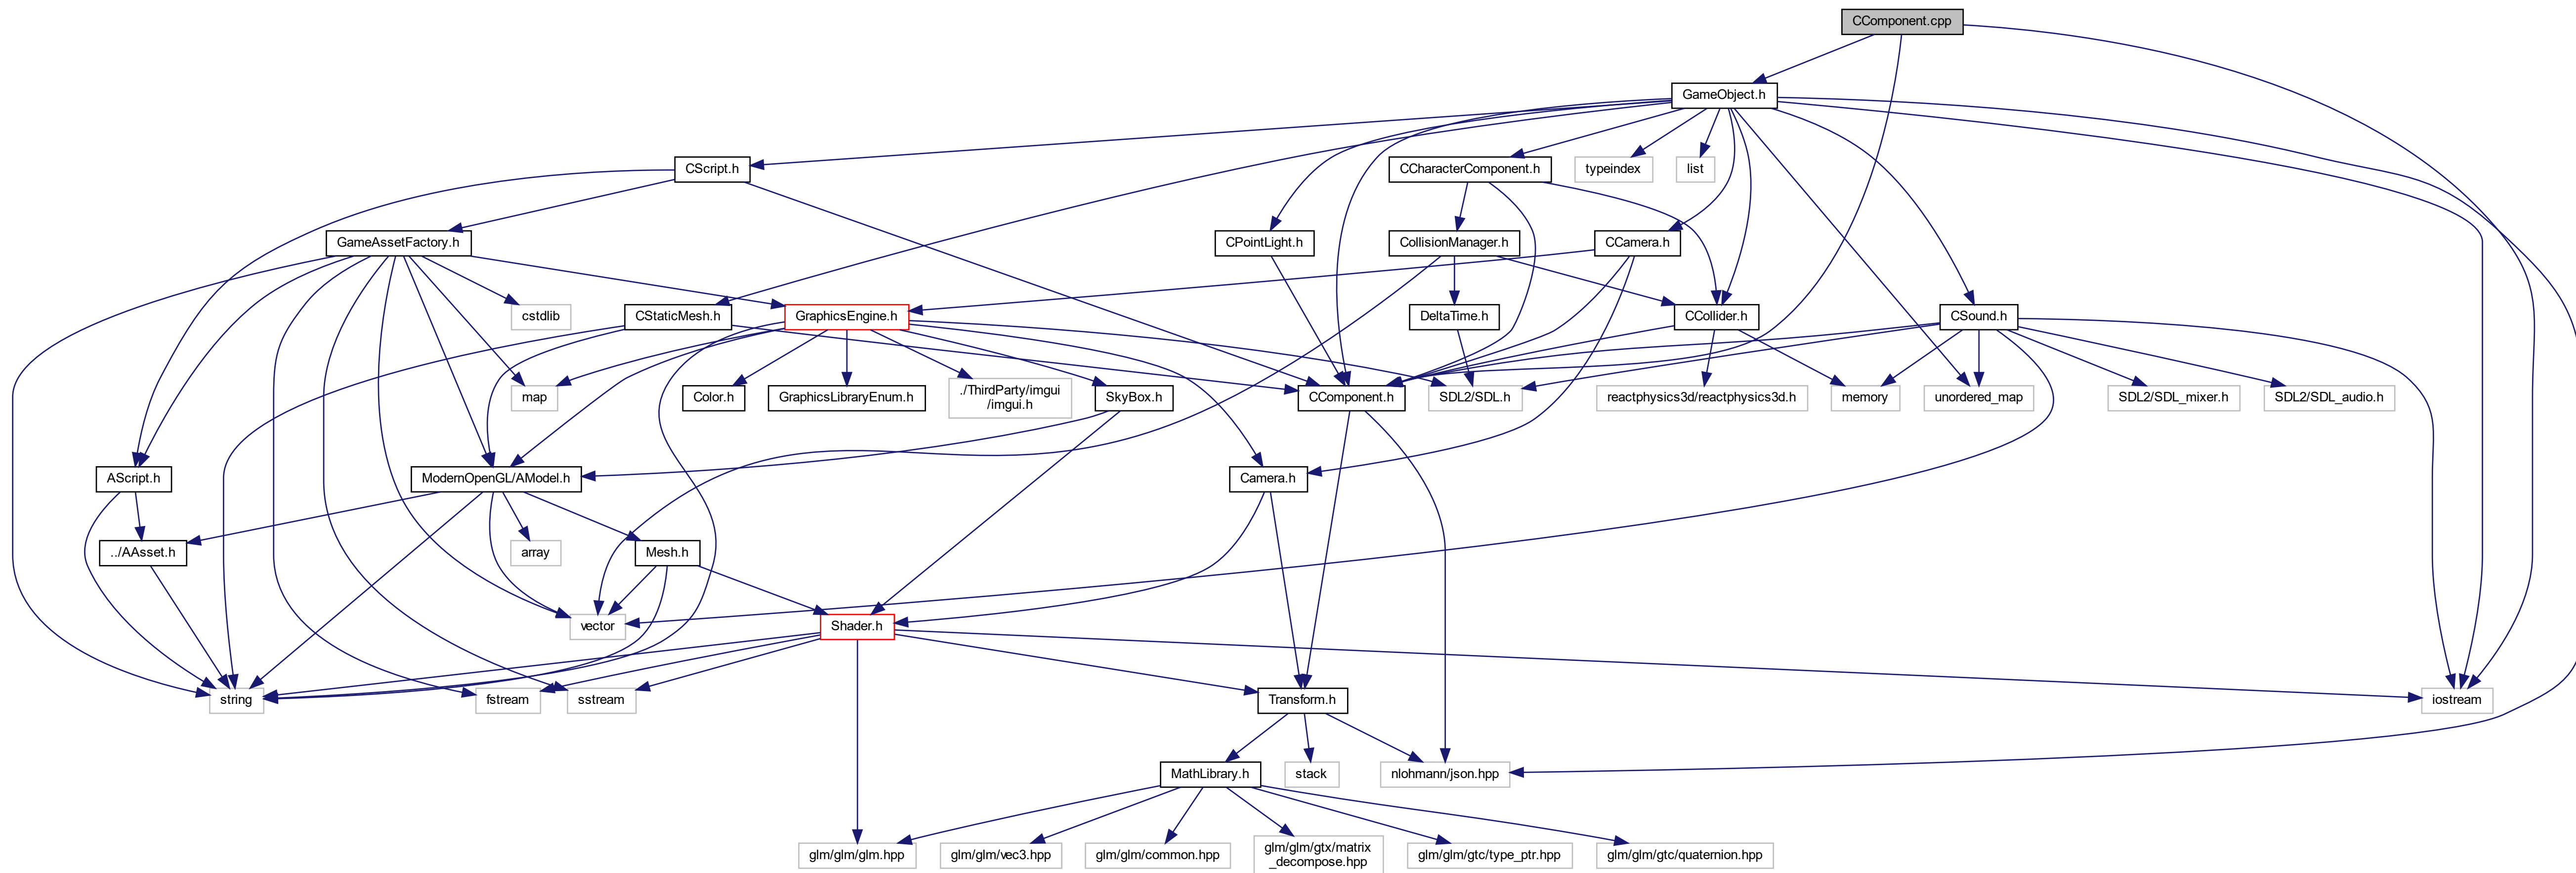 CComponent.cpp
GameObject.h
CScript.h
CCharacterComponent.h
typeindex
list
GameAssetFactory.h
CPointLight.h
CollisionManager.h
CCamera.h
cstdlib
CStaticMesh.h
GraphicsEngine.h
DeltaTime.h
CCollider.h
CSound.h
map
Color.h
GraphicsLibraryEnum.h
./ThirdParty/imgui
/imgui.h
SkyBox.h
CComponent.h
SDL2/SDL.h
reactphysics3d/reactphysics3d.h
memory
unordered_map
SDL2/SDL_mixer.h
SDL2/SDL_audio.h
AScript.h
ModernOpenGL/AModel.h
Camera.h
../AAsset.h
array
Mesh.h
vector
Shader.h
string
fstream
sstream
Transform.h
iostream
MathLibrary.h
stack
nlohmann/json.hpp
glm/glm/glm.hpp
glm/glm/vec3.hpp
glm/glm/common.hpp
glm/glm/gtx/matrix
_decompose.hpp
glm/glm/gtc/type_ptr.hpp
glm/glm/gtc/quaternion.hpp